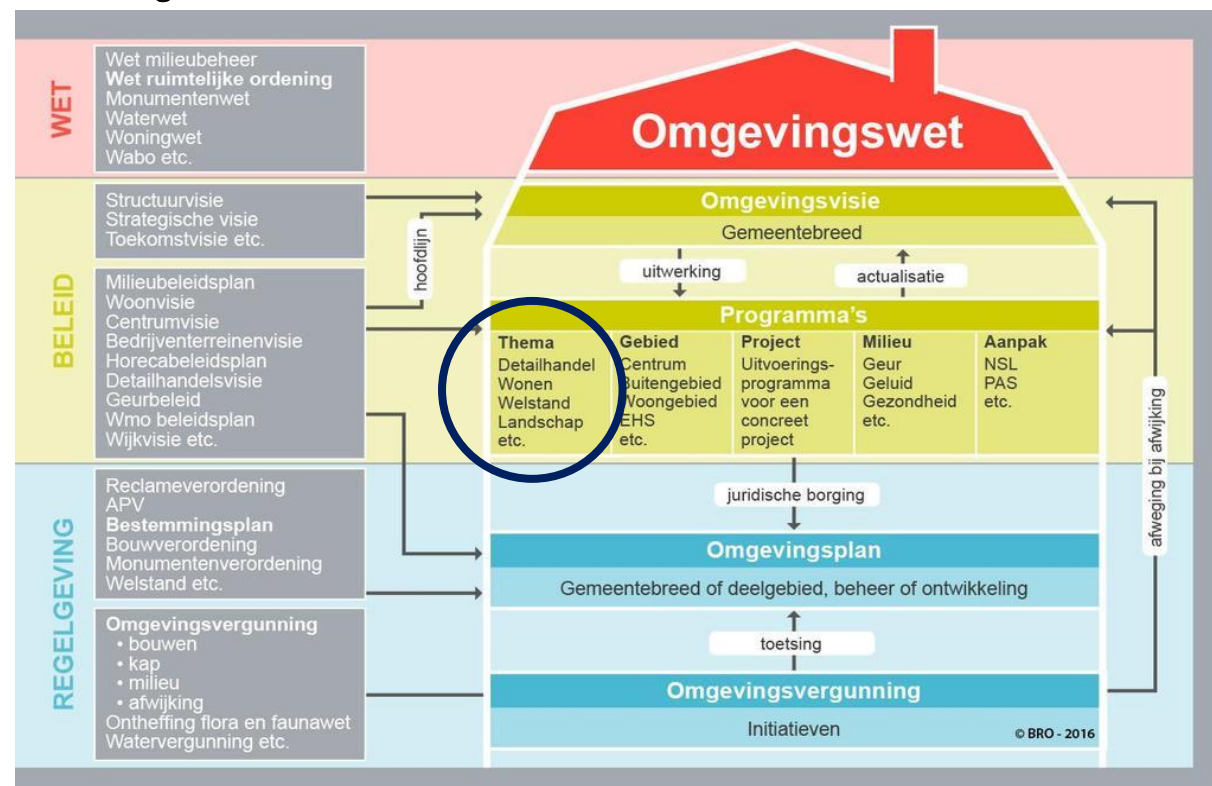 WET
Wet milieubeheer
Wet ruimtelijke ordening
Monumentenwet
Waterwet
Woningwet
Wabo etc.
Omgevingswet
BELEID
Structuurvisie
Strategische visie
Toekomstvisie etc.
hoofdlijn
Milieubeleidsplan
Woonvisie
Centrumvisie
Bedrijventerreinenvisie
Horecabeleidsplan
Detailhandelsvisie
Geurbeleid
Wmo beleidsplan
Wijkvisie etc.
Omgevingsvisie
Gemeentebreed
uitwerking
actualisatie
Programma's
Thema
Detailhandel
Wonen
Welstand
Landschap
etc.
Gebied
Centrum
Buitengebied
Woongebied
EHS
etc.
Project
Uitvoerings-
programma
voor een
concreet
project
Milieu
Geur
Geluid
Gezondheid
etc.
Aanpak
NSL
PAS
etc.
afweging bij afwijking
REGELGEVING
Reclameverordening
APV
Bestemmingsplan
Bouwverordening
Monumentenverordening
Welstand etc.
juridische borging
Omgevingsplan
Gemeentebreed of deelgebied, beheer of ontwikkeling
toetsing
Omgevingsvergunning
• bouwen
• kap
• milieu
• afwijking
Ontheffing flora en faunawet
Watervergunning etc.
Omgevingsvergunning
Initiatieven
© BRO - 2016